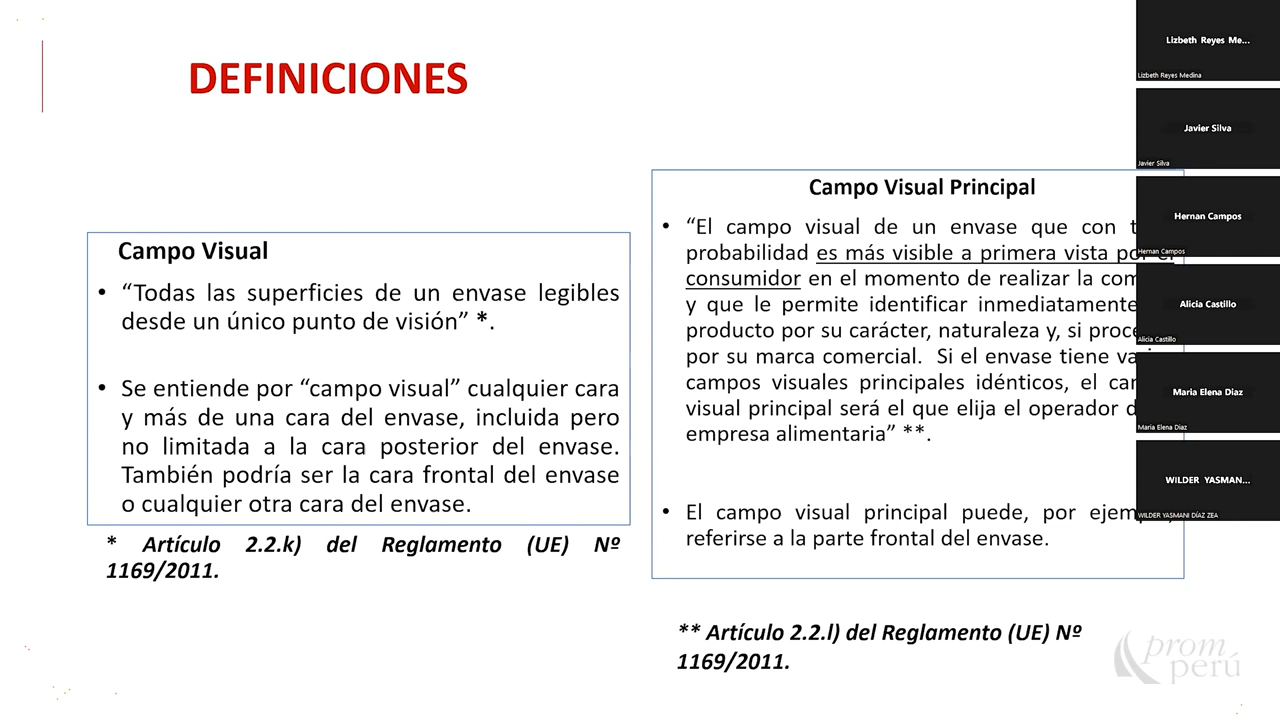 DEFINICIONES
Campo Visual
• “Todas las superficies de un envase legibles
desde un único punto de visión” *.
• Se entiende por “campo visual” cualquier cara
y más de una cara del envase, incluida pero
no limitada a la cara posterior del envase.
También podría ser la cara frontal del envase
o cualquier otra cara del envase.
* Artículo 2.2.k) del Reglamento (UE) Nº
1169/2011.
Campo Visual Principal
• “El campo visual de un envase que con
probabilidad es más visible a primera vista por el
consumidor en el momento de realizar la
y que le permite identificar inmediatamente
producto por su carácter, naturaleza y, si
por su marca comercial. Si el envase tiene
campos visuales principales idénticos, el
visual principal será el que elija el operador
empresa alimentaria” **.
• El campo visual principal puede, por
referirse a la parte frontal del envase.
** Artículo 2.2.l) del Reglamento (UE) Nº
1169/2011.
Lizbeth Reyes Me...
Lizbeth Reyes Medina
Javier Silva
Javier Silva
Hernan Campos
Hernan Campos
Alicia Castillo
Alicia Castillo
Maria Elena Diaz
Maria Elena Diaz
WILDER YASMAN...
WILDER YASMANI DÍAZ ZEA
prom
perú